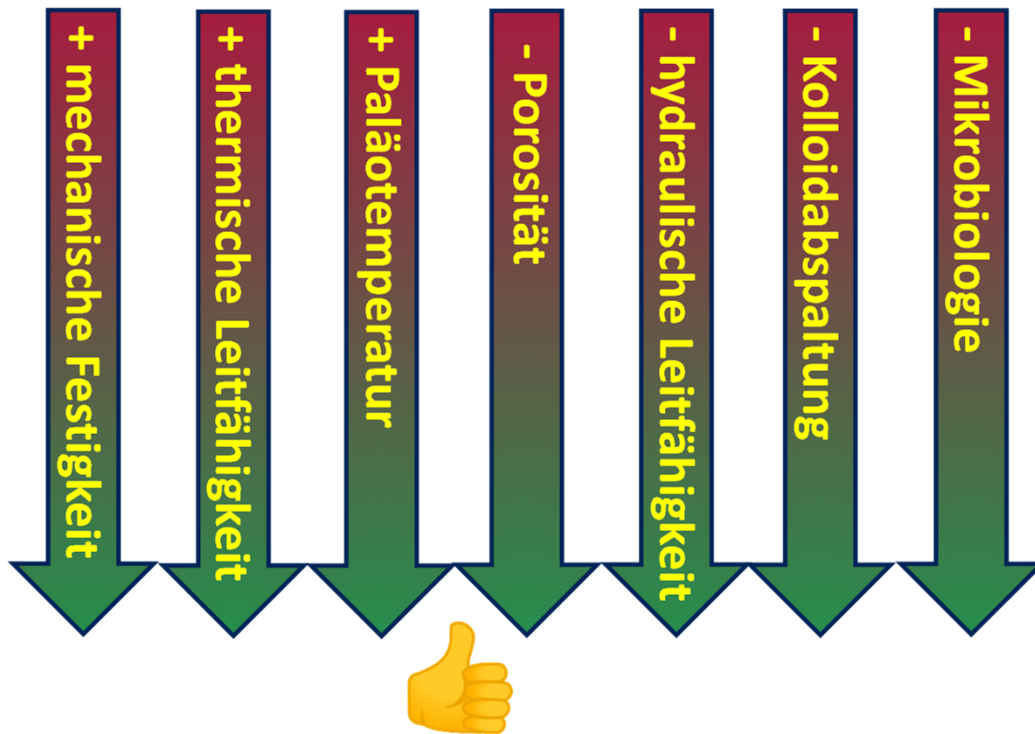 + mechanische Festigkeit
+ thermische Leitfähigkeit
+ Paläotemperatur
- Porosität
- hydraulische Leitfähigkeit
- Kolloidabspaltung
- Mikrobiologie